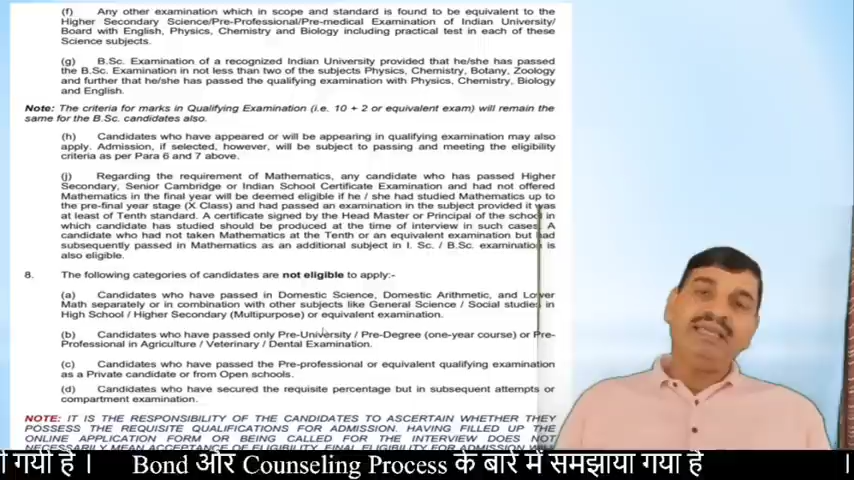 (f) Any other examination which in scope and standard is found to be equivalent to the
Higher Secondary Science/Pre-Professional/Pre-medical Examination of Indian University/
Board with English, Physics, Chemistry and Biology including practical test in each of these
Science subjects.
(g) B.Sc. Examination of a recognized Indian University provided that he/she has passed
the B.Sc. Examination in not less than two of the subjects Physics, Chemistry, Botany, Zoology
and further that he/she has passed the qualifying examination with Physics, Chemistry, Biology
and English.
Note: The criteria for marks in Qualifying Examination (i.e. 10 + 2 or equivalent exam) will remain the
same for the B.Sc. candidates also.
(h) Candidates who have appeared or will be appearing in qualifying examination may also
apply. Admission, if selected, however, will be subject to passing and meeting the eligibility
criteria as per Para 6 and 7 above.
(j) Regarding the requirement of Mathematics, any candidate who has passed Higher
Secondary, Senior Cambridge or Indian School Certificate Examination and had not offered
Mathematics in the final year will be deemed eligible if he / she had studied Mathematics up to
the pre-final year stage (X Class) and had passed an examination in the subject provided it was
at least of Tenth standard. A certificate signed by the Head Master or Principal of the school in
which candidate has studied should be produced at the time of interview in such cases. A
candidate who had not taken Mathematics at the Tenth or an equivalent examination but had
subsequently passed in Mathematics as an additional subject in I. Sc. / B.Sc. examination is
also eligible.
8. The following categories of candidates are not eligible to apply:-
(a) Candidates who have passed in Domestic Science, Domestic Arithmetic, and Lower
Math separately or in combination with other subjects like General Science / Social studies in
High School / Higher Secondary (Multipurpose) or equivalent examination.
(b) Candidates who have passed only Pre-University / Pre-Degree (one-year course) or Pre-
Professional in Agriculture / Veterinary / Dental Examination.
(c) Candidates who have passed the Pre-professional or equivalent qualifying examination
as a Private candidate or from Open schools.
(d) Candidates who have secured the requisite percentage but in subsequent attempts or
compartment examination.
NOTE: IT IS THE RESPONSIBILITY OF THE CANDIDATES TO ASCERTAIN WHETHER THEY
POSSESS THE REQUISITE QUALIFICATIONS FOR ADMISSION. HAVING FILLED UP THE
ONLINE APPLICATION FORM OR BEING CALLED FOR THE INTERVIEW DOES NOT
NECESSARILY MEAN ACCEPTANCE OF ELIGIBILITY. FINAL ELIGIBILITY FOR ADMISSION WILL
गयी है । Bond और Counseling Process के बारे में समझाया गया है ।